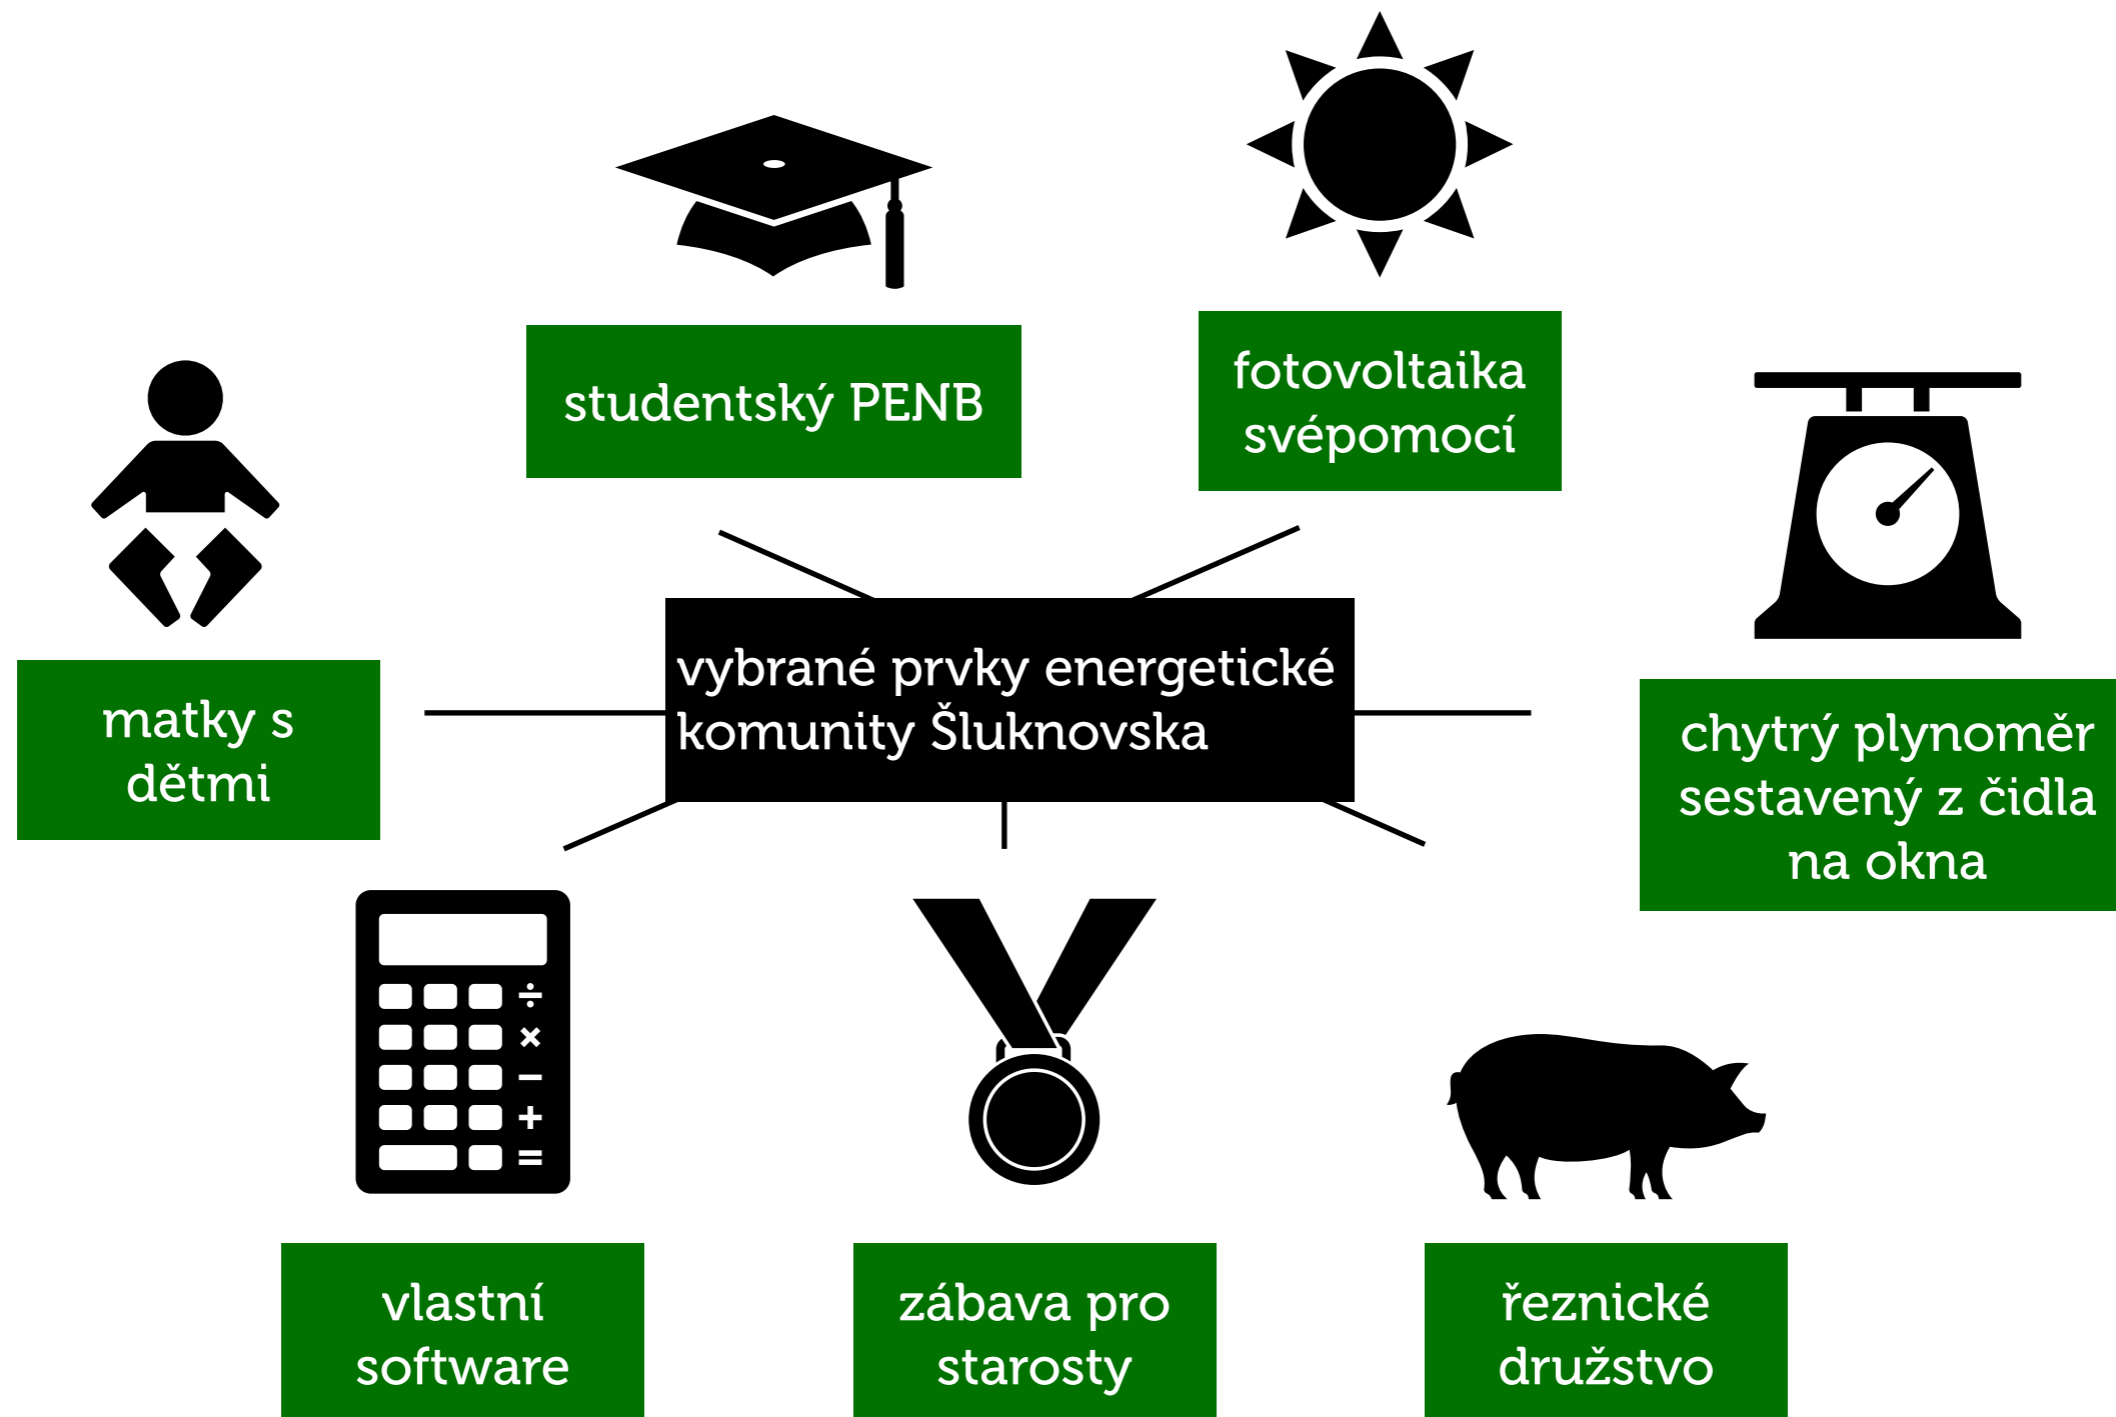 studentský PENB
fotovoltaika
svépomocí
matky s
dětmi
vybrané prvky energetické
komunity Šluknovska
chytrý plynoměr
sestavený z čidla
na okna
÷
×
−
+
=
vlastní
software
zábava pro
starosty
řeznické
družstvo